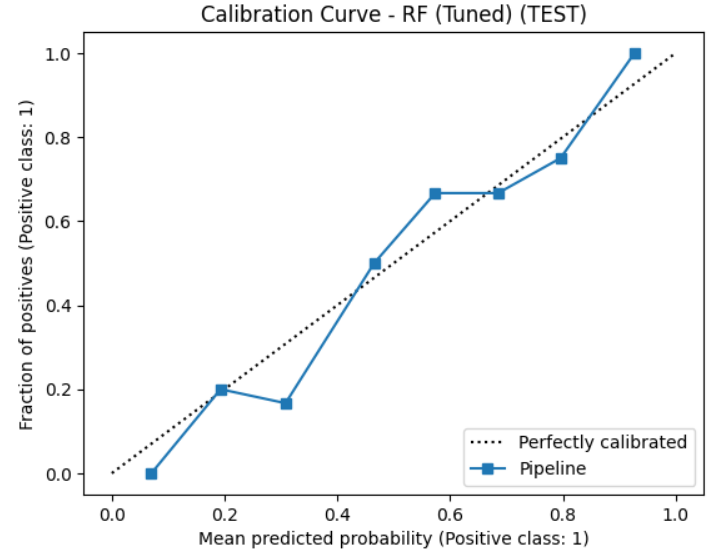 Calibration Curve - RF (Tuned) (TEST)
Fraction of positives (Positive class: 1)
1.0
0.8
0.6
0.4
0.2
0.0
Perfectly calibrated
Pipeline
0.0 0.2 0.4 0.6 0.8 1.0
Mean predicted probability (Positive class: 1)